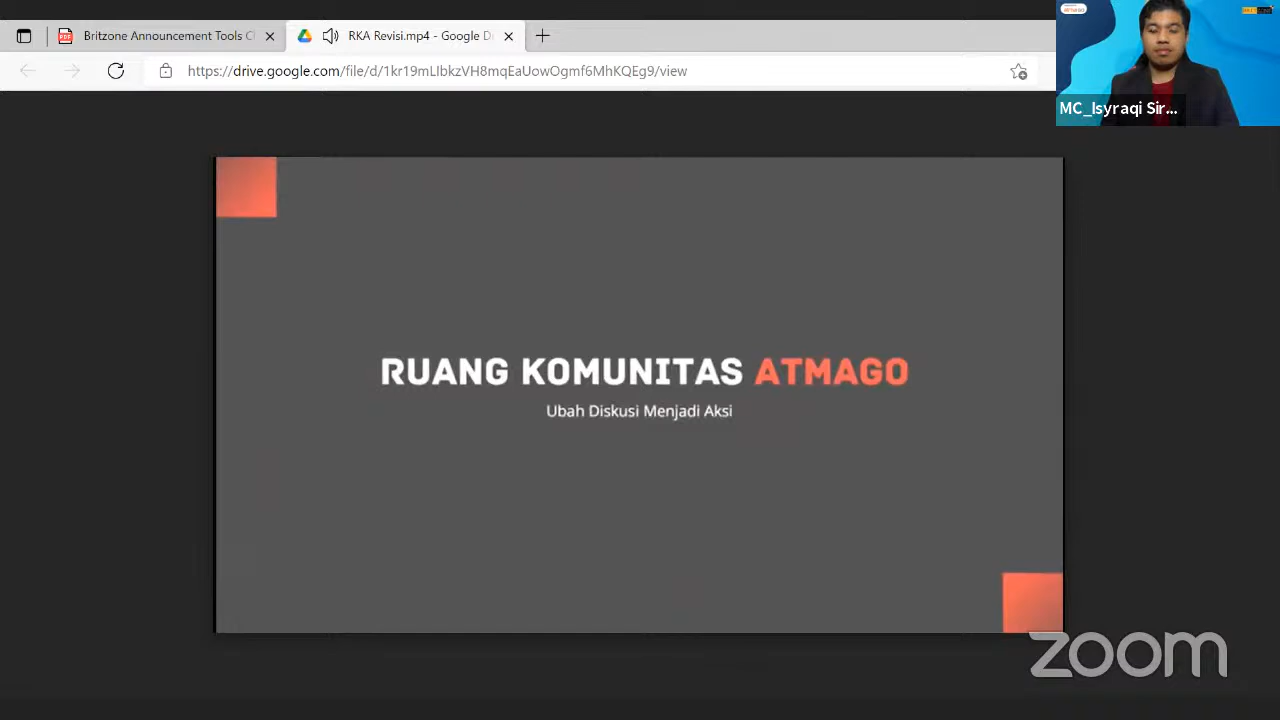 Britzone Announcement Tools C
RKA Revisi.mp4 - Google D
https://drive.google.com/file/d/1kr19mLIbkzVH8mqEaUowOgmf6MhKQEg9/view
MC_Isyraqi Sir...
RUANG KOMUNITAS ATMAGO
Ubah Diskusi Menjadi Aksi
zoom